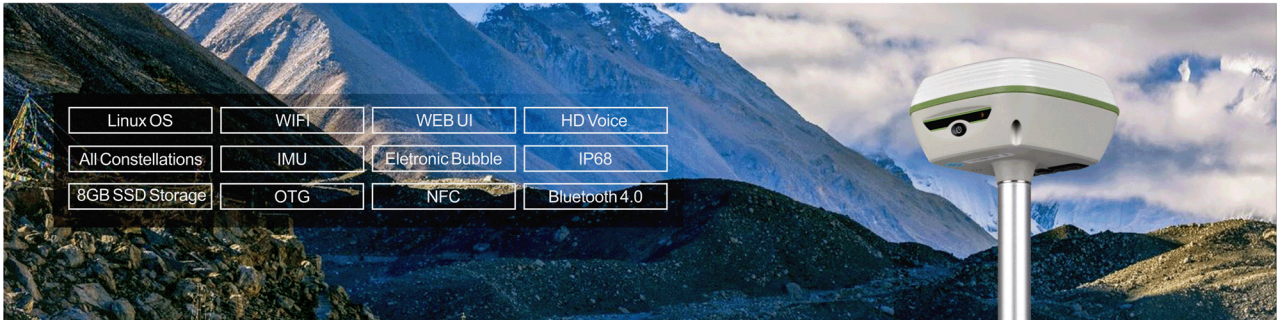 Linux OS WIFI WEB UI HD Voice
All Constellations IMU Eletronic Bubble IP68
8GB SSD Storage OTG NFC Bluetooth 4.0